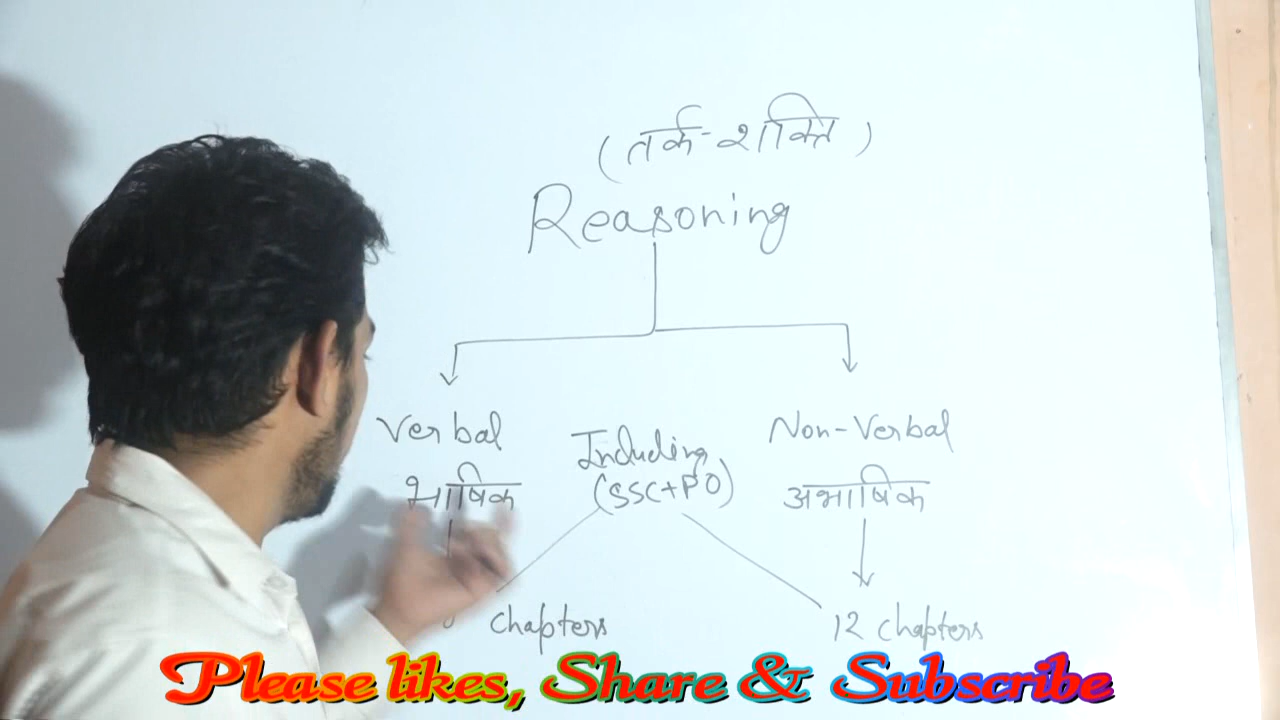 (तर्क-शक्ति)
Reasoning
Verbal
भाषिक
Including
(SSC+PO)
Non-Verbal
अभाषिक
chapters
12 chapters
Please likes, Share & Subscribe